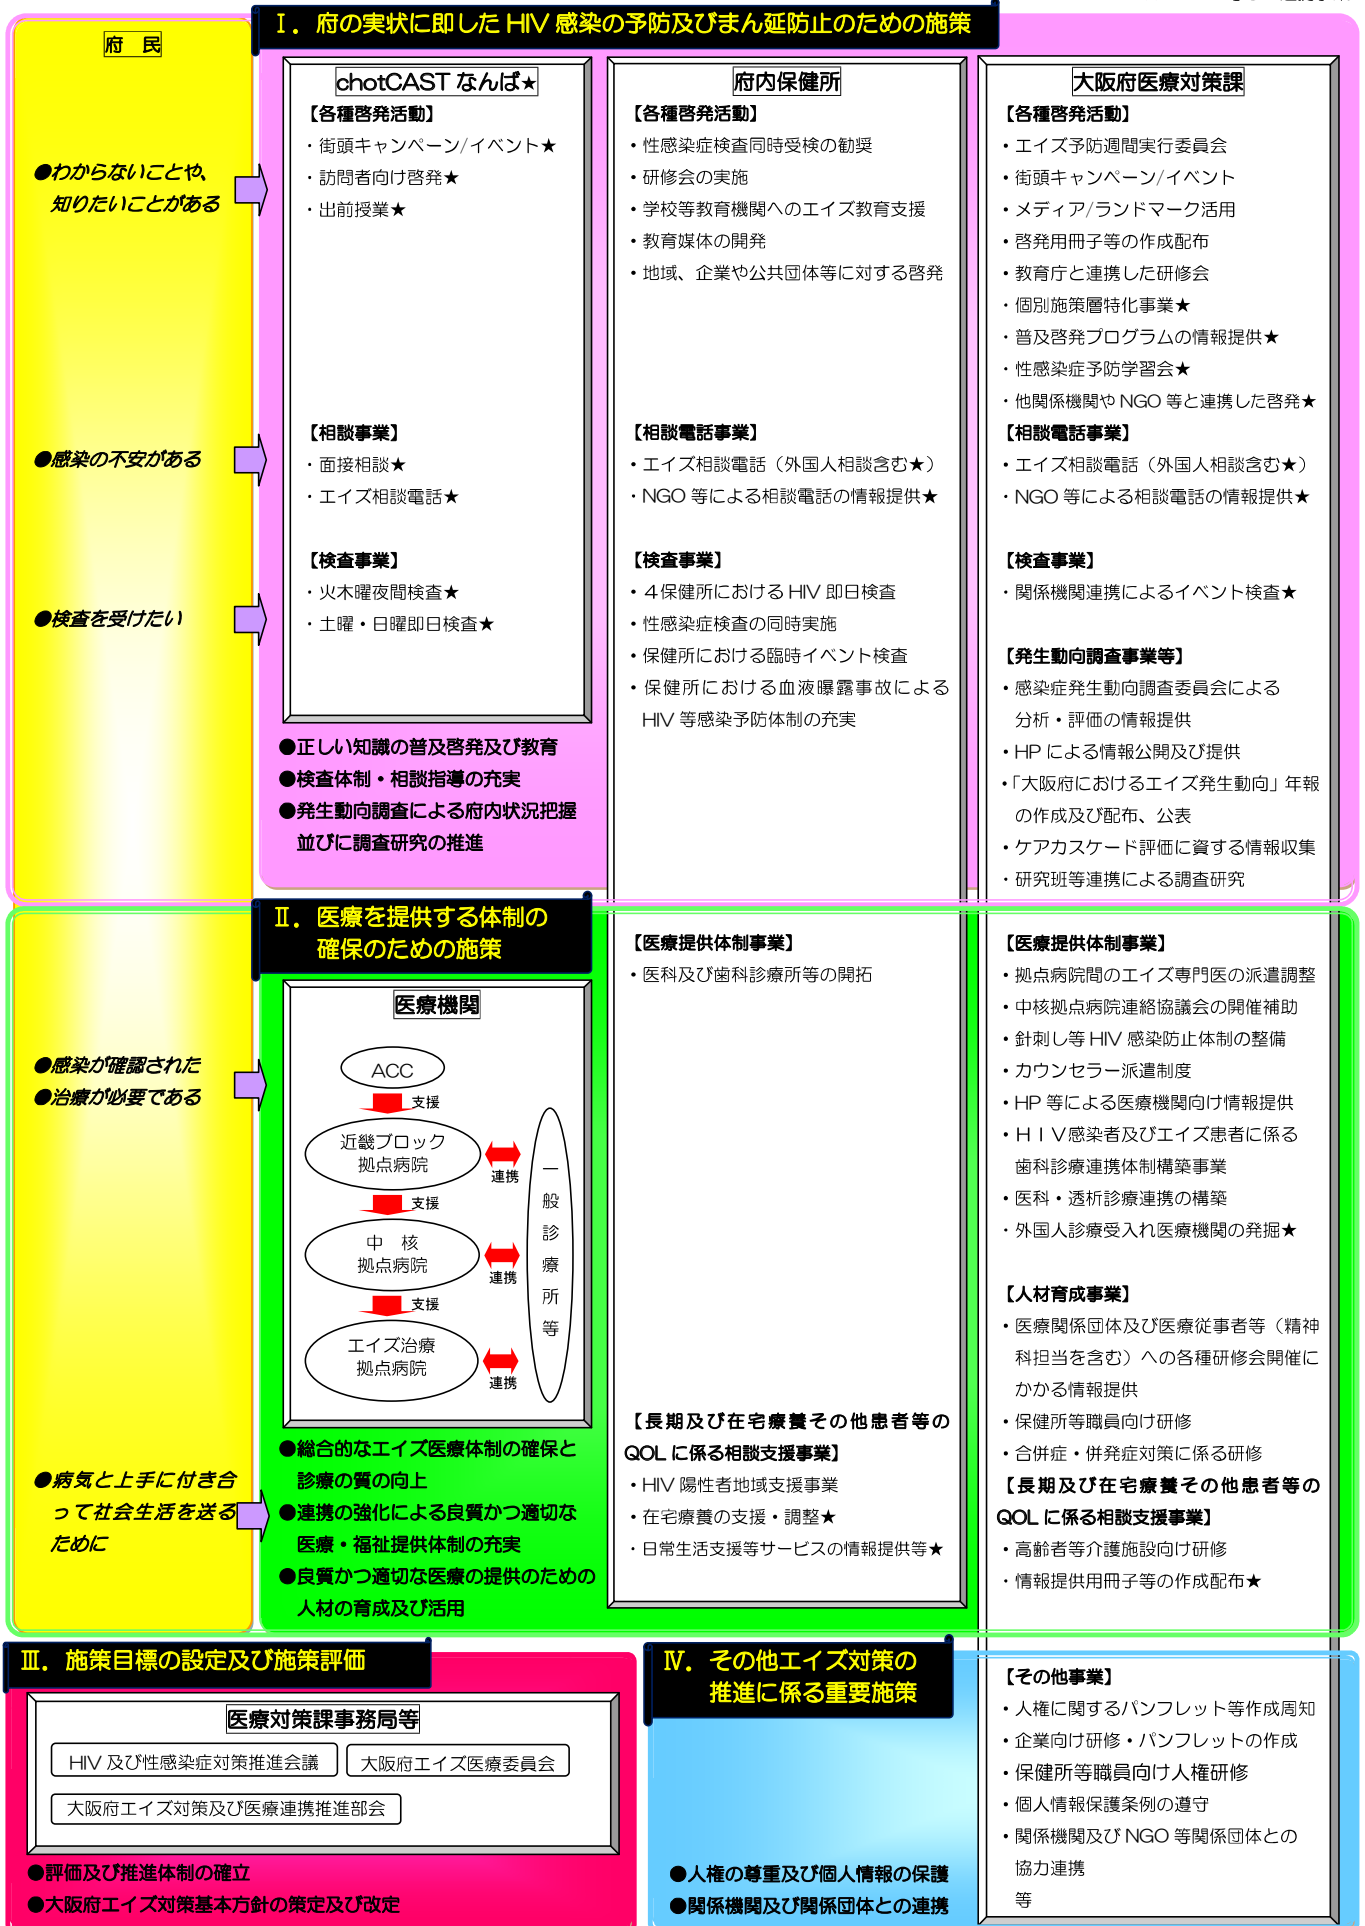 Ⅰ．府の実状に即した HIV 感染の予防及びまん延防止のための施策
府　民
●わからないことや、
知りたいことがある
●感染の不安がある
●検査を受けたい
●感染が確認された
●治療が必要である
●病気と上手に付き合
って社会生活を送る
ために
chotCAST なんば★
【各種啓発活動】
・街頭キャンペーン/イベント★
・訪問者向け啓発★
・出前授業★
【相談事業】
・面接相談★
・エイズ相談電話★
【検査事業】
・火木曜夜間検査★
・土曜・日曜即日検査★
●正しい知識の普及啓発及び教育
●検査体制・相談指導の充実
●発生動向調査による府内状況把握
並びに調査研究の推進
府内保健所
【各種啓発活動】
・性感染症検査同時受検の勧奨
・研修会の実施
・学校等教育機関へのエイズ教育支援
・教育媒体の開発
・地域、企業や公共団体等に対する啓発
【相談電話事業】
・エイズ相談電話（外国人相談含む★）
・NGO 等による相談電話の情報提供★
【検査事業】
・４保健所における HIV 即日検査
・性感染症検査の同時実施
・保健所における臨時イベント検査
・保健所における血液曝露事故による
HIV 等感染予防体制の充実
大阪府医療対策課
【各種啓発活動】
・エイズ予防週間実行委員会
・街頭キャンペーン/イベント
・メディア/ランドマーク活用
・啓発用冊子等の作成配布
・教育庁と連携した研修会
・個別施策層特化事業★
・普及啓発プログラムの情報提供★
・性感染症予防学習会★
・他関係機関や NGO 等と連携した啓発★
【相談電話事業】
・エイズ相談電話（外国人相談含む★）
・NGO 等による相談電話の情報提供★
【検査事業】
・関係機関連携によるイベント検査★
【発生動向調査事業等】
・感染症発生動向調査委員会による
分析・評価の情報提供
・HP による情報公開及び提供
・「大阪府におけるエイズ発生動向」年報
の作成及び配布、公表
・ケアカスケード評価に資する情報収集
・研究班等連携による調査研究
Ⅱ．医療を提供する体制の
確保のための施策
医療機関
ACC
支援
近畿ブロック
拠点病院
連携
支援
中　核
拠点病院
連携
支援
エイズ治療
拠点病院
連携
一般診療所等
●総合的なエイズ医療体制の確保と
診療の質の向上
●連携の強化による良質かつ適切な
医療・福祉提供体制の充実
●良質かつ適切な医療の提供のための
人材の育成及び活用
【医療提供体制事業】
・医科及び歯科診療所等の開拓
【長期及び在宅療養その他患者等の
QOL に係る相談支援事業】
・HIV 陽性者地域支援事業
・在宅療養の支援・調整★
・日常生活支援等サービスの情報提供等★
【医療提供体制事業】
・拠点病院間のエイズ専門医の派遣調整
・中核拠点病院連絡協議会の開催補助
・針刺し等 HIV 感染防止体制の整備
・カウンセラー派遣制度
・HP 等による医療機関向け情報提供
・ＨＩＶ感染者及びエイズ患者に係る
歯科診療連携体制構築事業
・医科・透析診療連携の構築
・外国人診療受入れ医療機関の発掘★
【人材育成事業】
・医療関係団体及び医療従事者等（精神
科担当を含む）への各種研修会開催に
かかる情報提供
・保健所等職員向け研修
・合併症・併発症対策に係る研修
【長期及び在宅療養その他患者等の
QOL に係る相談支援事業】
・高齢者等介護施設向け研修
・情報提供用冊子等の作成配布★
Ⅲ．施策目標の設定及び施策評価
医療対策課事務局等
HIV 及び性感染症対策推進会議
大阪府エイズ医療委員会
大阪府エイズ対策及び医療連携推進部会
●評価及び推進体制の確立
●大阪府エイズ対策基本方針の策定及び改定
Ⅳ．その他エイズ対策の
推進に係る重要施策
●人権の尊重及び個人情報の保護
●関係機関及び関係団体との連携
【その他事業】
・人権に関するパンフレット等作成周知
・企業向け研修・パンフレットの作成
・保健所等職員向け人権研修
・個人情報保護条例の遵守
・関係機関及び NGO 等関係団体との
協力連携
等